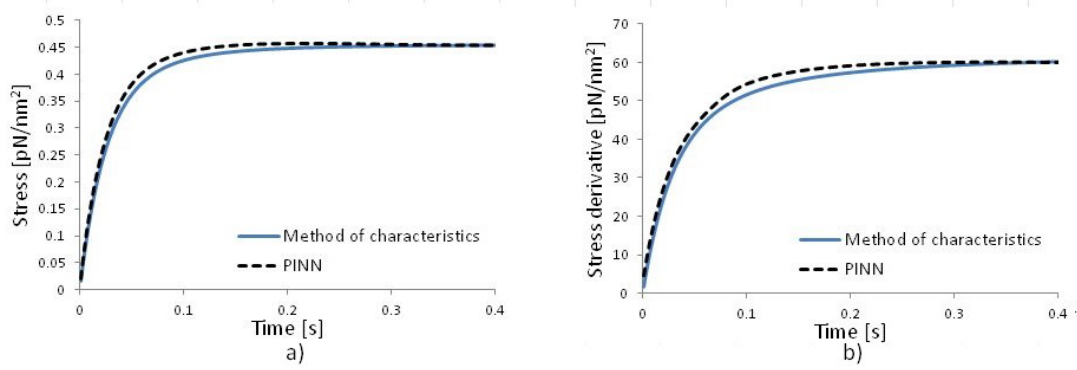 0.5
0.45
0.4
0.35
0.3
0.25
0.2
0.15
0.1
0.05
0
Stress [pN/nm²]
Method of characteristics
PINN
0 0.1 0.2 0.3 0.4
Time [s]
a)
70
60
50
40
30
20
10
0
Stress derivative [pN/nm²]
Method of characteristics
PINN
0 0.1 0.2 0.3 0.4
Time [s]
b)